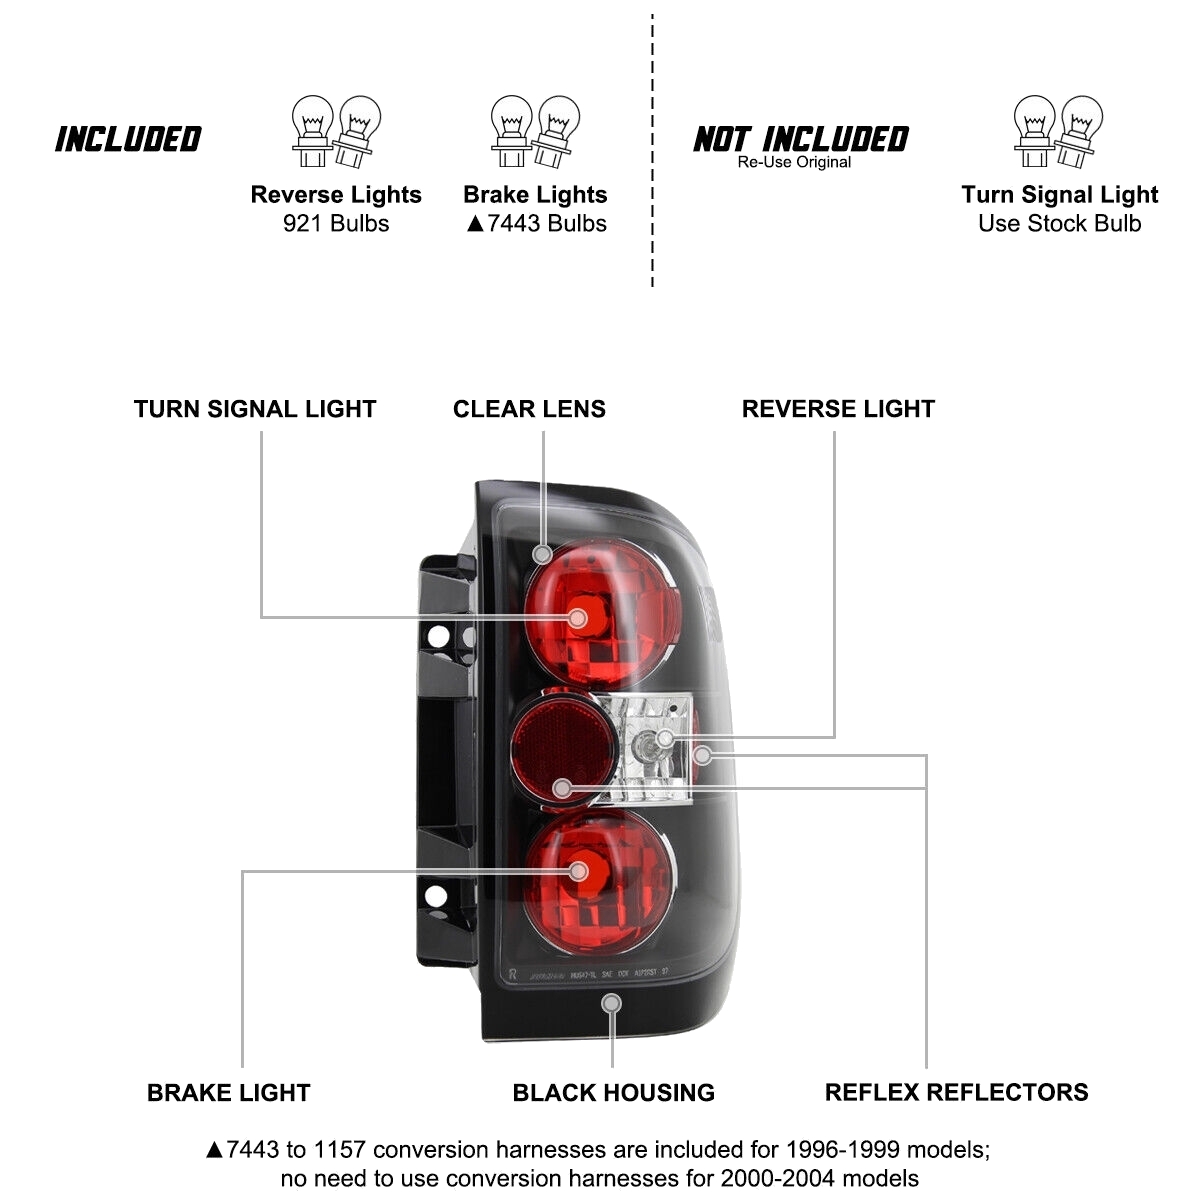 INCLUDED
Reverse Lights
921 Bulbs
Brake Lights
▲7443 Bulbs
NOT INCLUDED
Re-Use Original
Turn Signal Light
Use Stock Bulb
TURN SIGNAL LIGHT
CLEAR LENS
REVERSE LIGHT
R
SAE DOT
BRAKE LIGHT
BLACK HOUSING
REFLEX REFLECTORS
▲7443 to 1157 conversion harnesses are included for 1996-1999 models;
no need to use conversion harnesses for 2000-2004 models